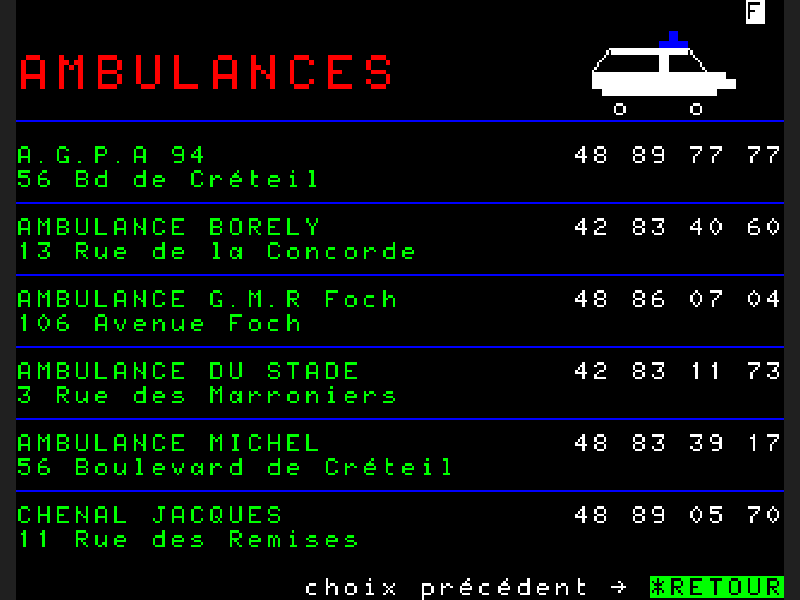 F
AMBULANCES
A.G.P.A 94 48 89 77 77
56 Bd de Créteil
AMBULANCE BORELY 42 83 40 60
13 Rue de la Concorde
AMBULANCE G.M.R Foch 48 86 07 04
106 Avenue Foch
AMBULANCE DU STADE 42 83 11 73
3 Rue des Marroniers
AMBULANCE MICHEL 48 83 39 17
56 Boulevard de Créteil
CHENAL JACQUES 48 89 05 70
11 Rue des Remises
choix précédent → *RETOUR